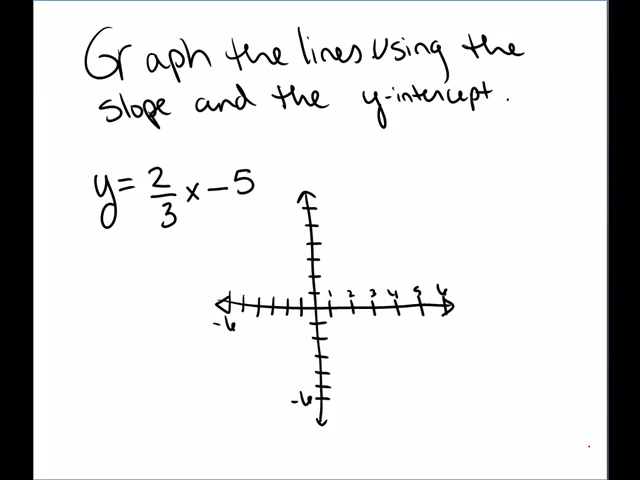 Graph the lines using the
slope and the y-intercept.
y = 2/3 x - 5
1 2 3 4 5 6
-6
-6